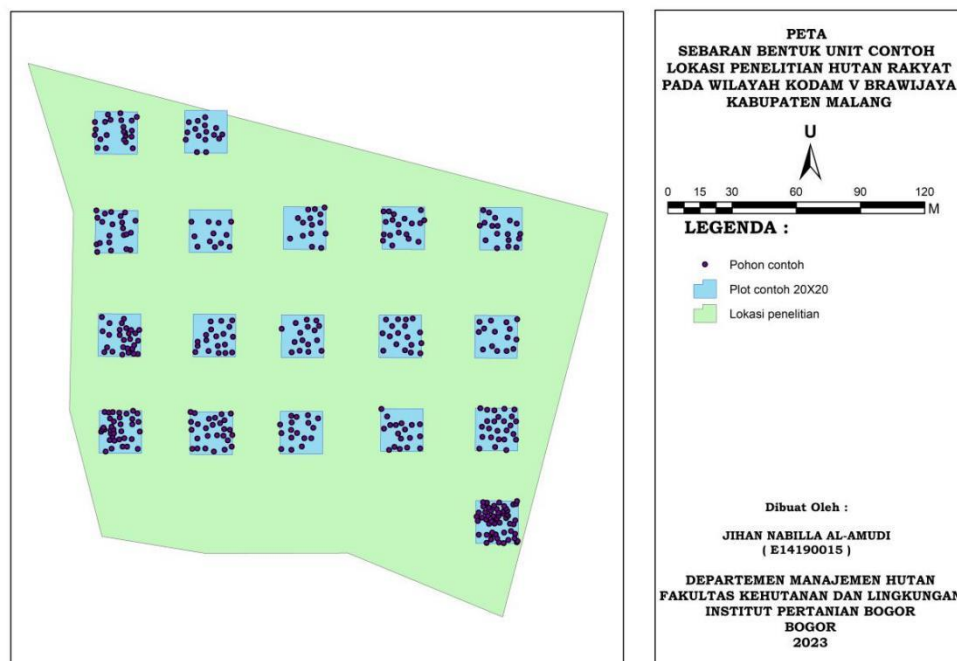 PETA
SEBARAN BENTUK UNIT CONTOH
LOKASI PENELITIAN HUTAN RAKYAT
PADA WILAYAH KODAM V BRAWIJAYA
KABUPATEN MALANG
U
0 15 30 60 90 120
M
LEGENDA :
Pohon contoh
Plot contoh 20X20
Lokasi penelitian
Dibuat Oleh :
JIHAN NABILLA AL-AMUDI
( E14190015 )
DEPARTEMEN MANAJEMEN HUTAN
FAKULTAS KEHUTANAN DAN LINGKUNGAN
INSTITUT PERTANIAN BOGOR
BOGOR
2023